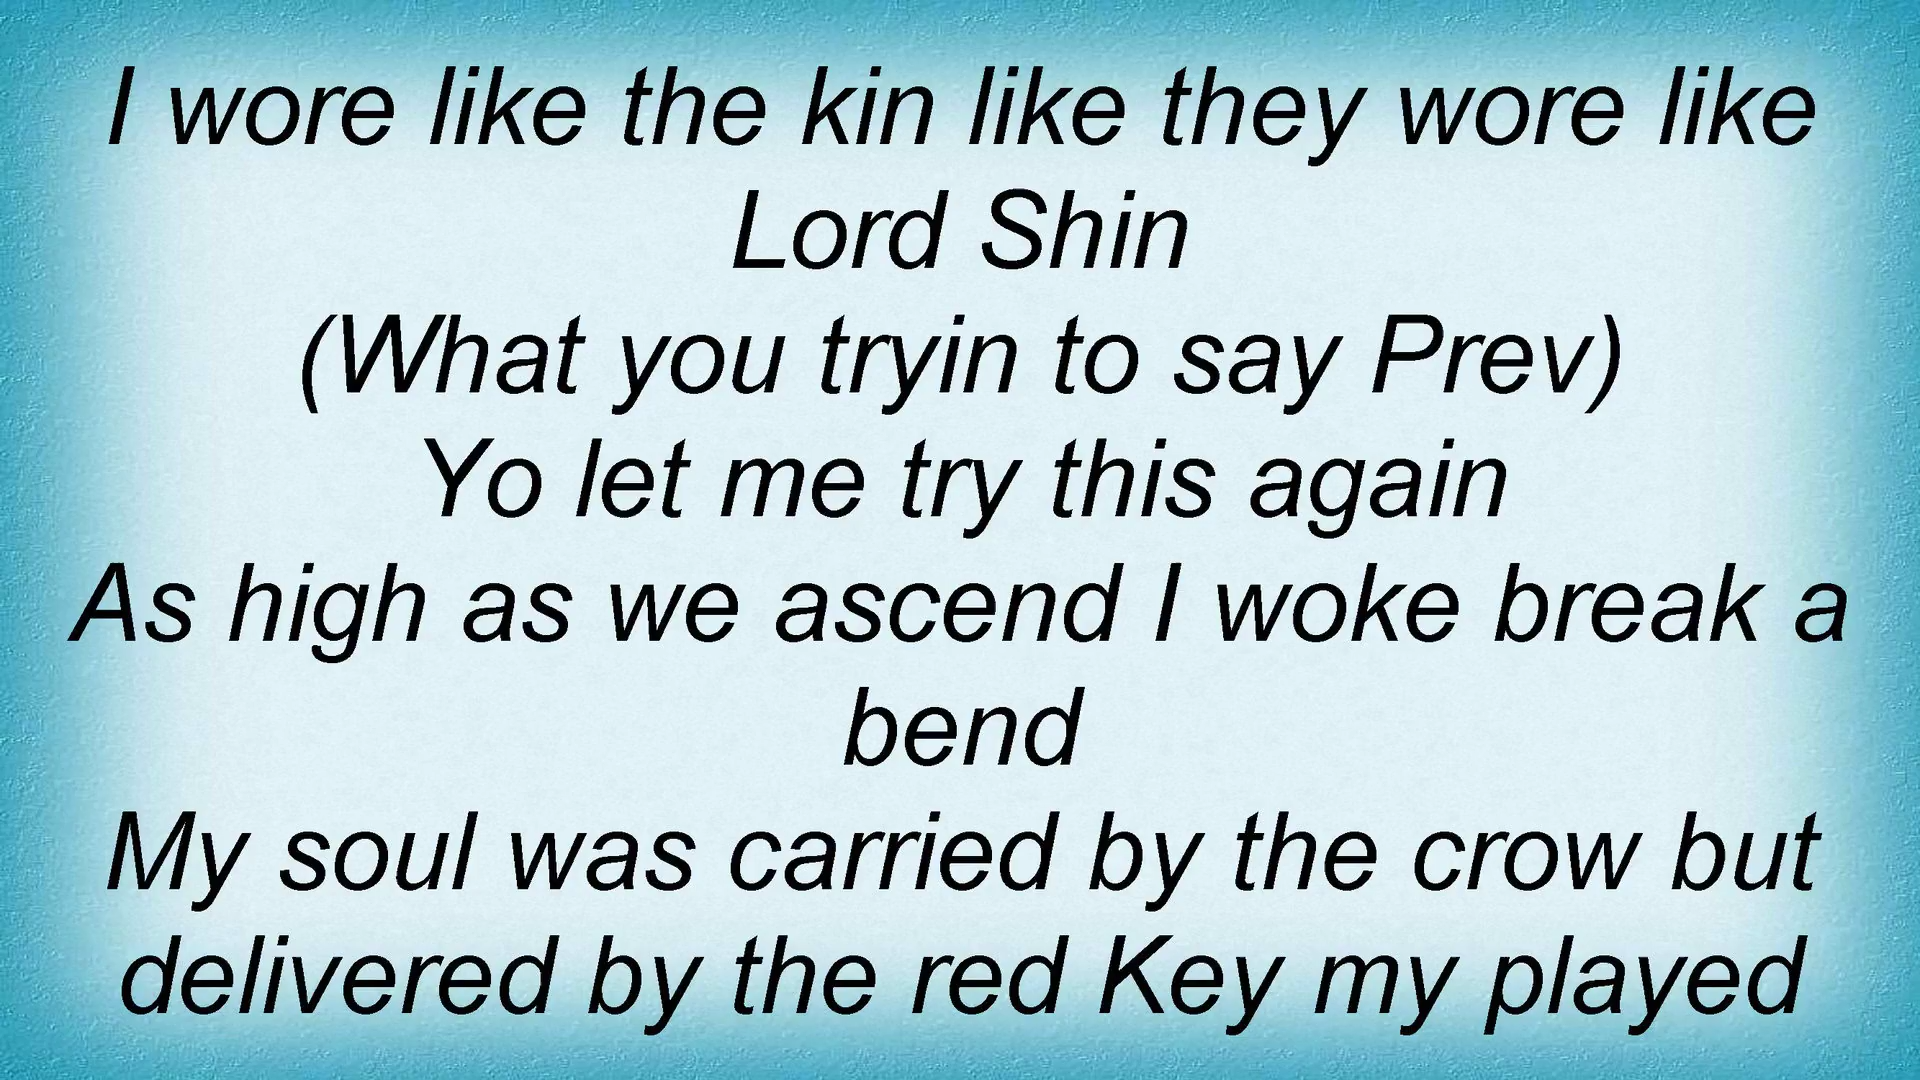 I wore like the kin like they wore like
Lord Shin
(What you tryin to say Prev)
Yo let me try this again
As high as we ascend I woke break a
bend
My soul was carried by the crow but
delivered by the red Key my played